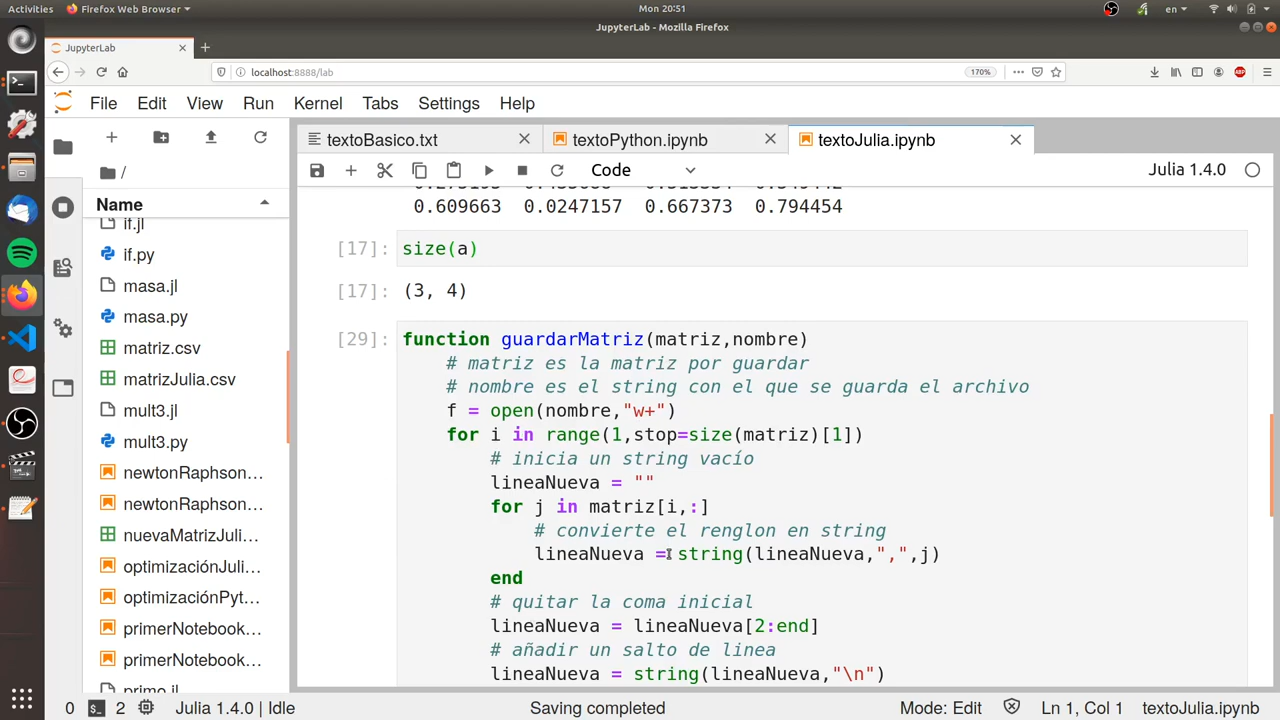 Activities Firefox Web Browser Mon 20:51 en
JupyterLab - Mozilla Firefox
JupyterLab
localhost:8888/lab 170% ABP
File Edit View Run Kernel Tabs Settings Help
textoBasico.txt textoPython.ipynb textoJulia.ipynb
Code Julia 1.4.0
/
Name
if.jl
if.py
masa.jl
masa.py
matriz.csv
matrizJulia.csv
mult3.jl
mult3.py
newtonRaphson…
newtonRaphson…
nuevaMatrizJuli…
optimizaciónJuli…
optimizaciónPyt…
primerNotebook…
primerNotebook…
primo.jl
0.609663 0.0247157 0.667373 0.794454
[17]: size(a)
[17]: (3, 4)
[29]: function guardarMatriz(matriz,nombre)
# matriz es la matriz por guardar
# nombre es el string con el que se guarda el archivo
f = open(nombre,"w+")
for i in range(1,stop=size(matriz)[1])
# inicia un string vacío
lineaNueva = ""
for j in matriz[i,:]
# convierte el renglon en string
lineaNueva = string(lineaNueva,",",j)
end
# quitar la coma inicial
lineaNueva = lineaNueva[2:end]
# añadir un salto de linea
lineaNueva = string(lineaNueva,"\n")
0 2 Julia 1.4.0 | Idle Saving completed Mode: Edit Ln 1, Col 1 textoJulia.ipynb